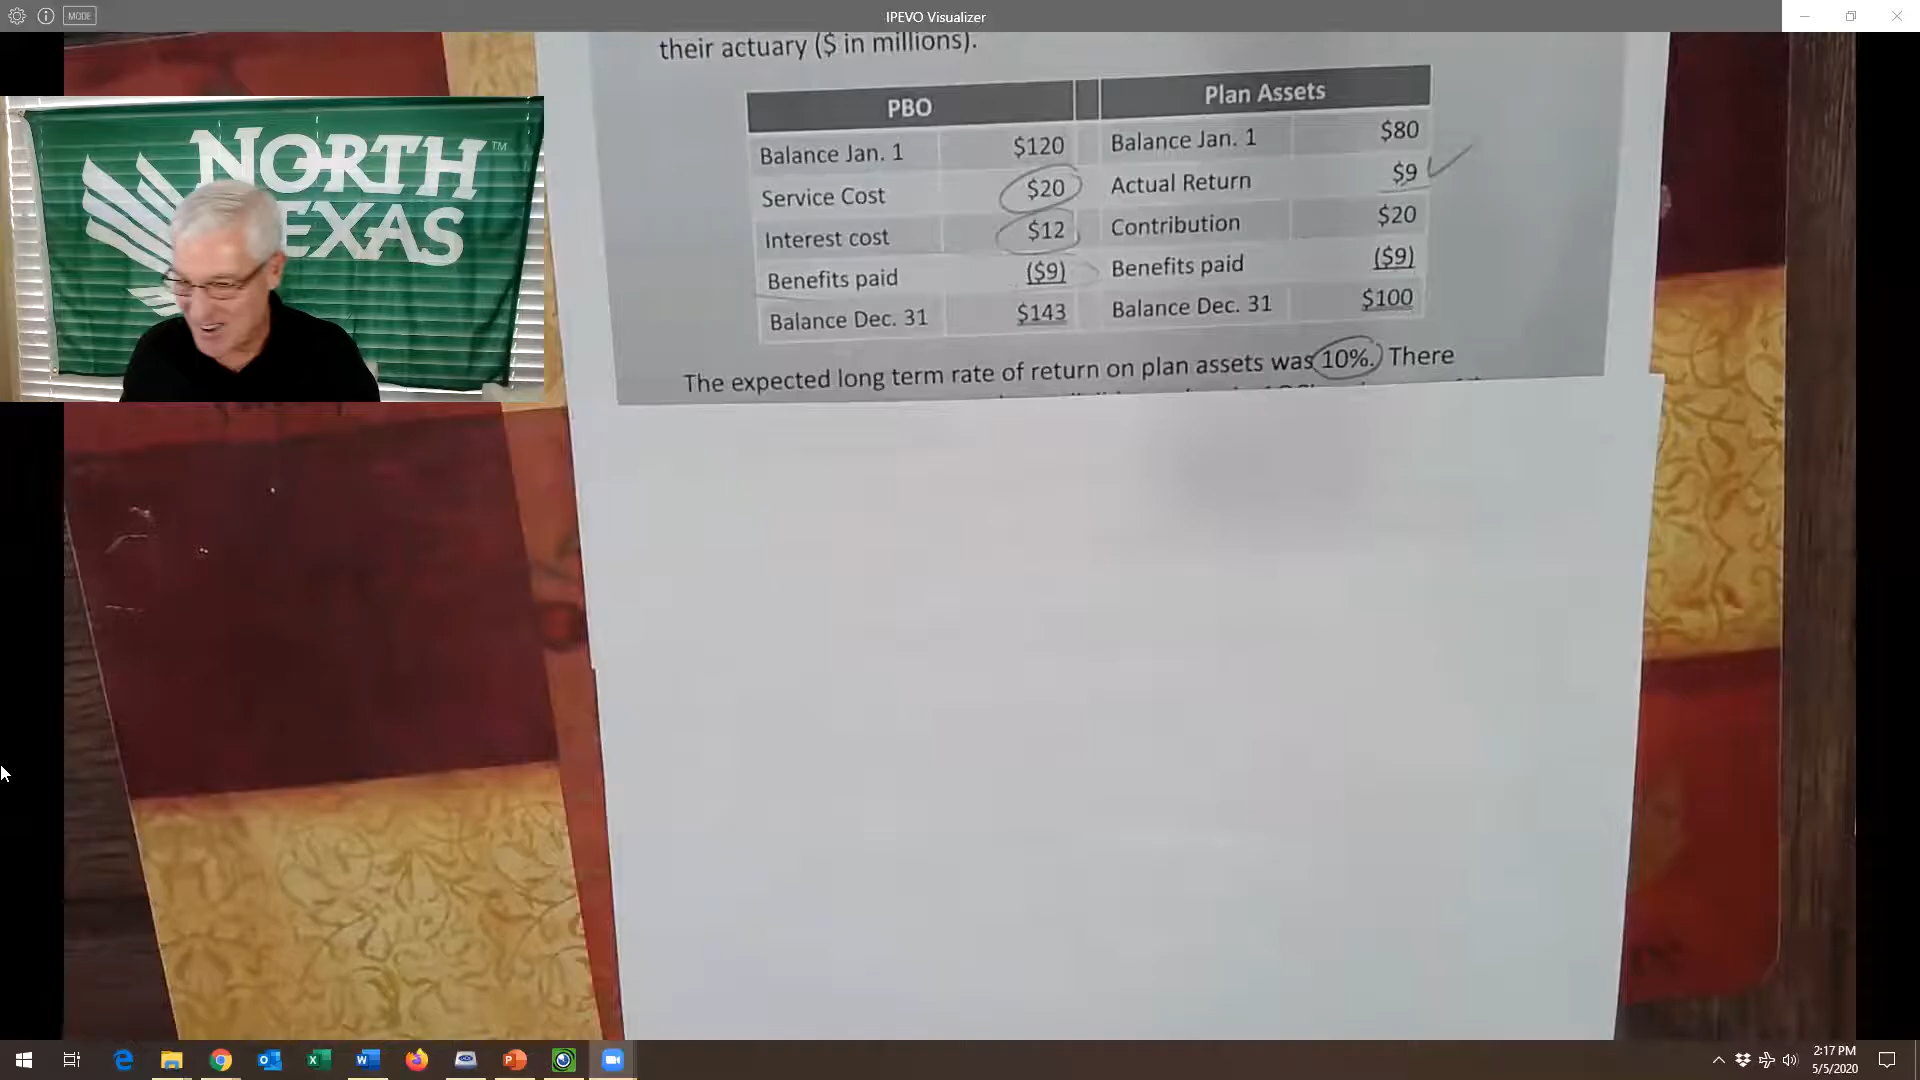 MODE
IPEVO Visualizer
their actuary ($ in millions).
PBO Plan Assets
Balance Jan. 1 $120 Balance Jan. 1 $80
Service Cost $20 Actual Return $9
Interest cost $12 Contribution $20
Benefits paid ($9) Benefits paid ($9)
Balance Dec. 31 $143 Balance Dec. 31 $100
The expected long term rate of return on plan assets was 10%. There
NORTH TM
TEXAS
2:17 PM
5/5/2020